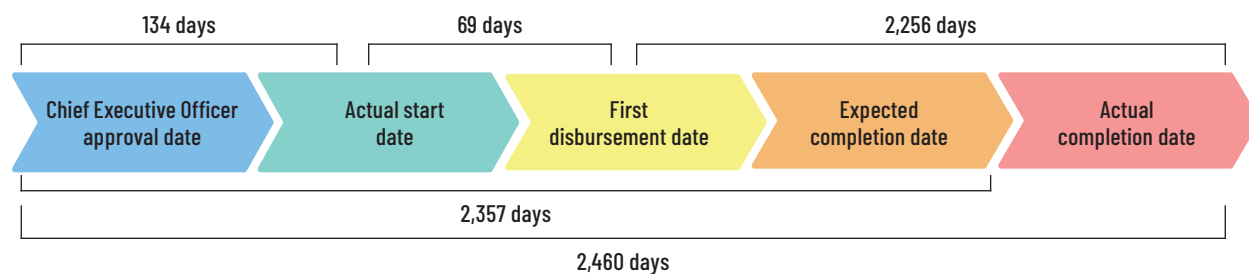 134 days
69 days
2,256 days
Chief Executive Officer
approval date
Actual start
date
First
disbursement date
Expected
completion date
Actual
completion date
2,357 days
2,460 days